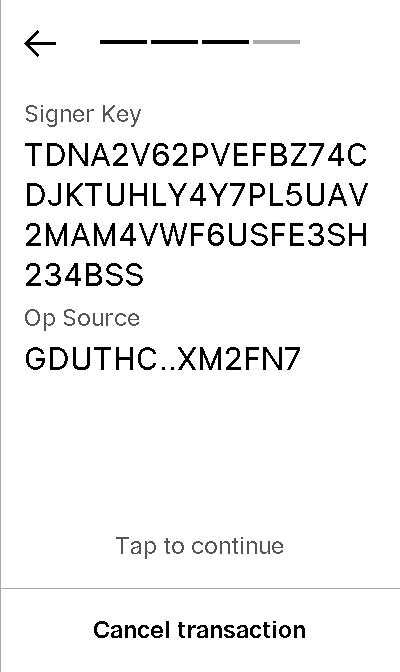 Signer Key
TDNA2V62PVEFBZ74C
DJKTUHLY4Y7PL5UAV
2MAM4VWF6USFE3SH
234BSS
Op Source
GDUTHC..XM2FN7
Tap to continue
Cancel transaction